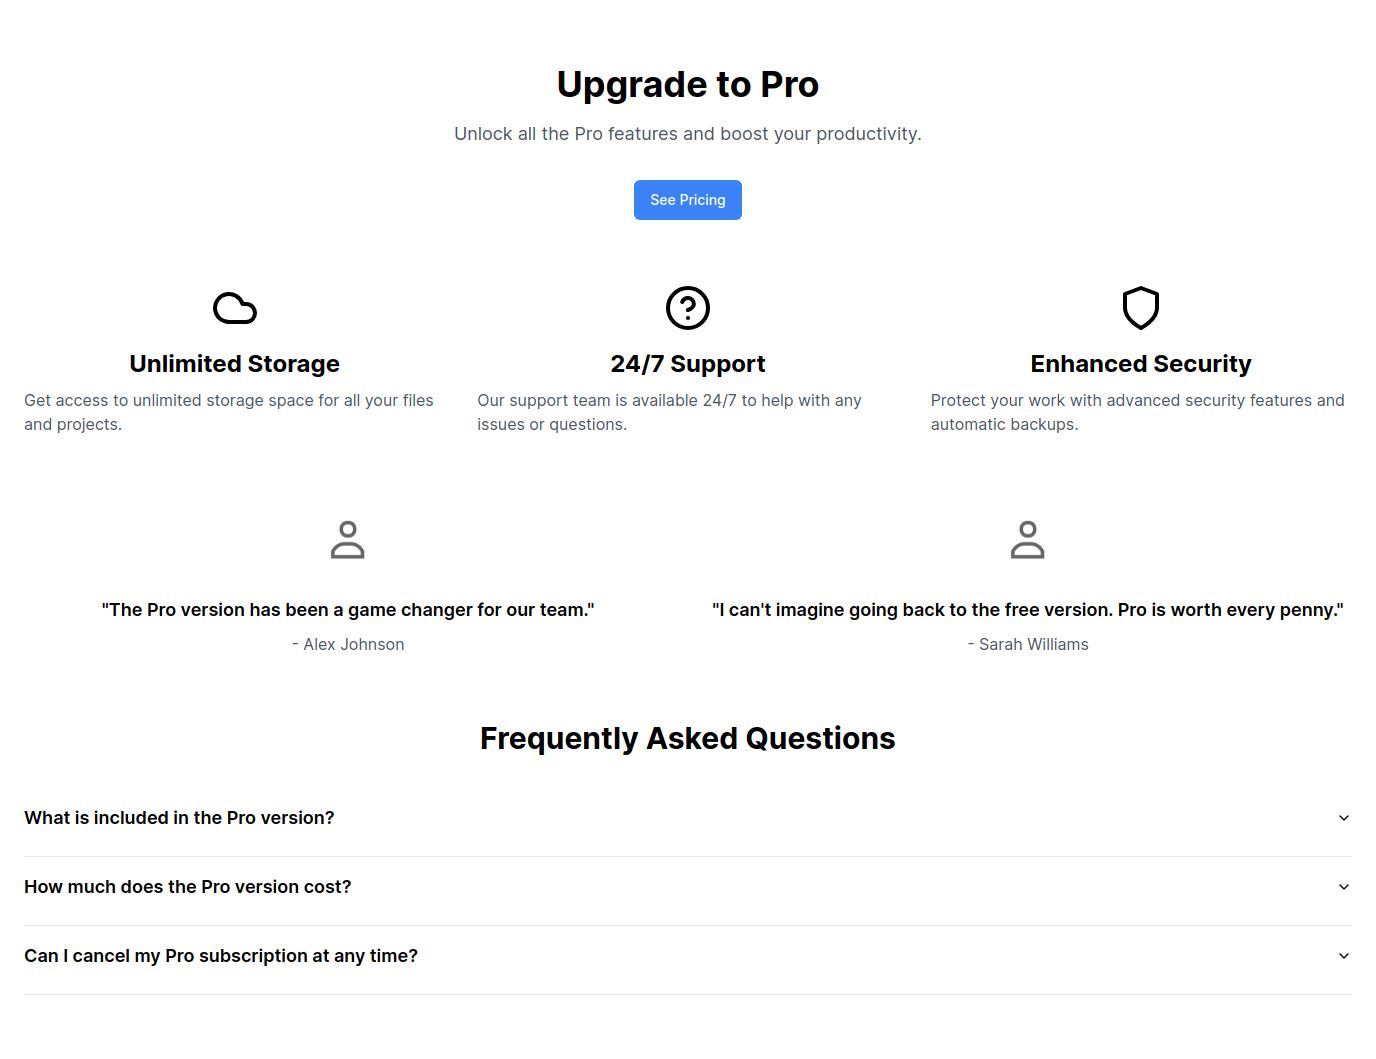 Upgrade to Pro
Unlock all the Pro features and boost your productivity.
See Pricing
Unlimited Storage
Get access to unlimited storage space for all your files
and projects.
24/7 Support
Our support team is available 24/7 to help with any
issues or questions.
Enhanced Security
Protect your work with advanced security features and
automatic backups.
"The Pro version has been a game changer for our team."
- Alex Johnson
"I can't imagine going back to the free version. Pro is worth every penny."
- Sarah Williams
Frequently Asked Questions
What is included in the Pro version?
How much does the Pro version cost?
Can I cancel my Pro subscription at any time?